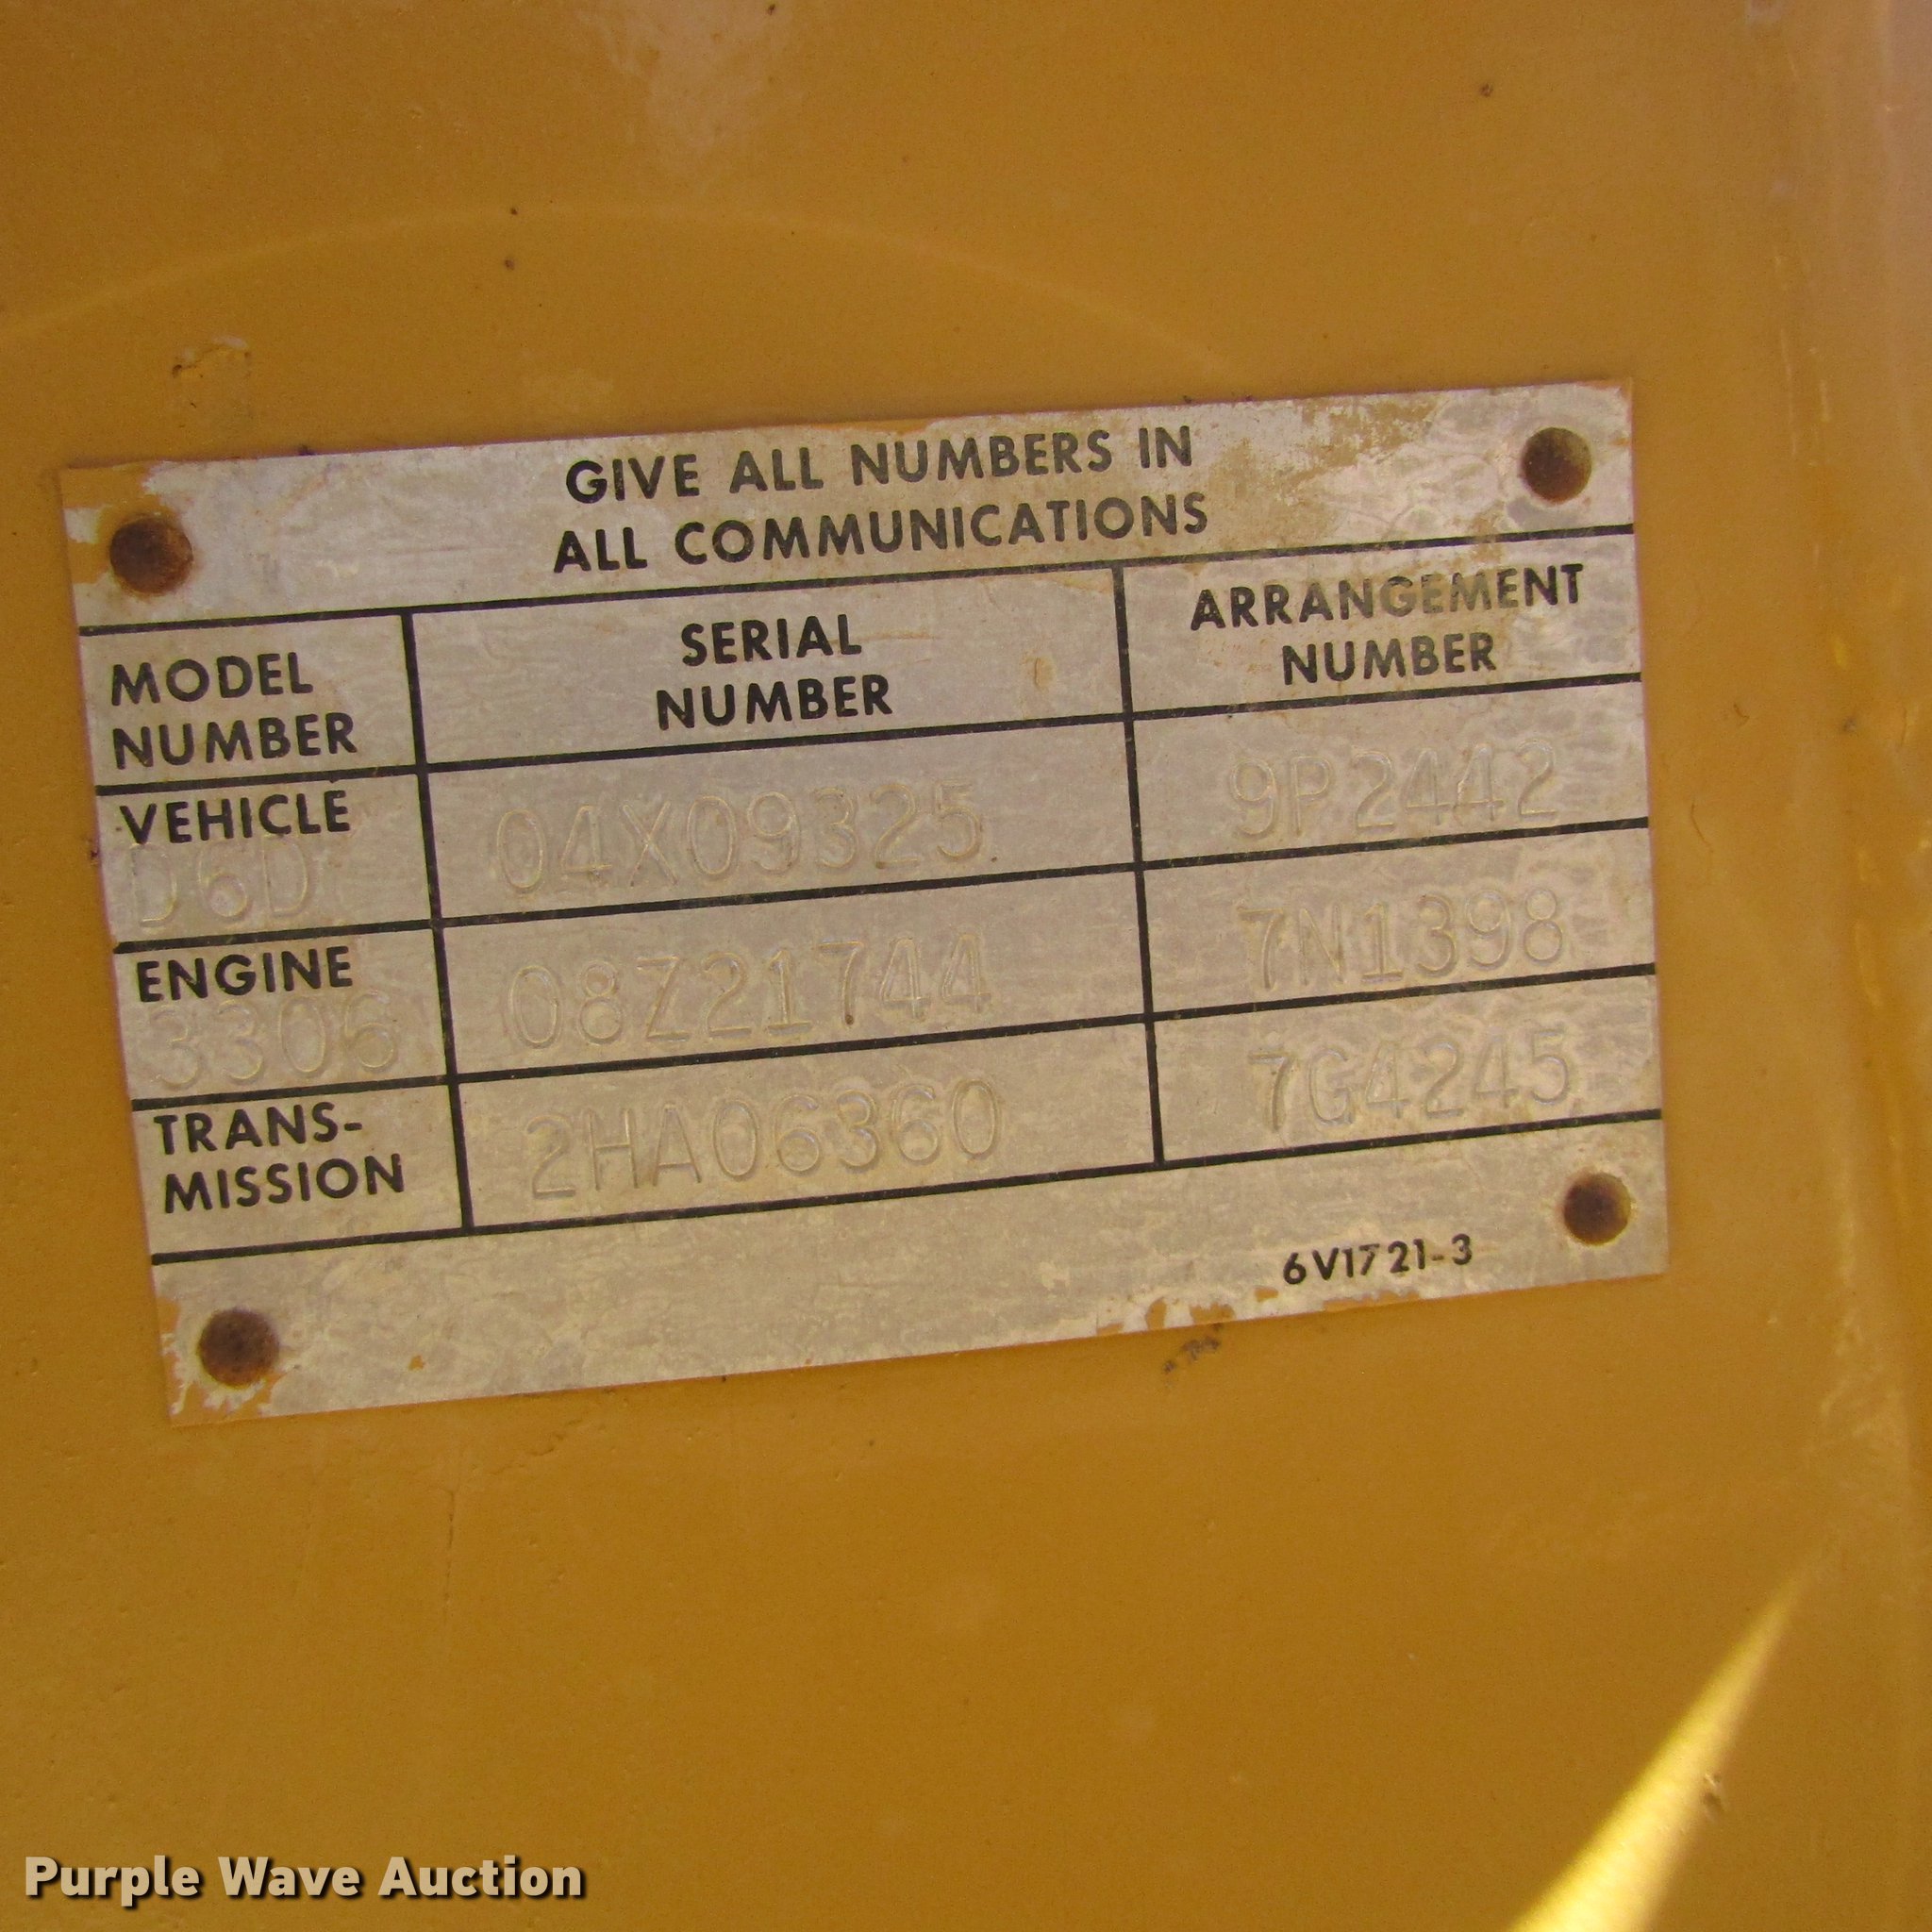 GIVE ALL NUMBERS IN
ALL COMMUNICATIONS
MODEL
NUMBER
SERIAL
NUMBER
ARRANGEMENT
NUMBER
VEHICLE
D6D
04X09325
9P2442
ENGINE
3306
08Z21744
7N1398
TRANS-
MISSION
2HA06360
7G4245
6V1721-3
Purple Wave Auction